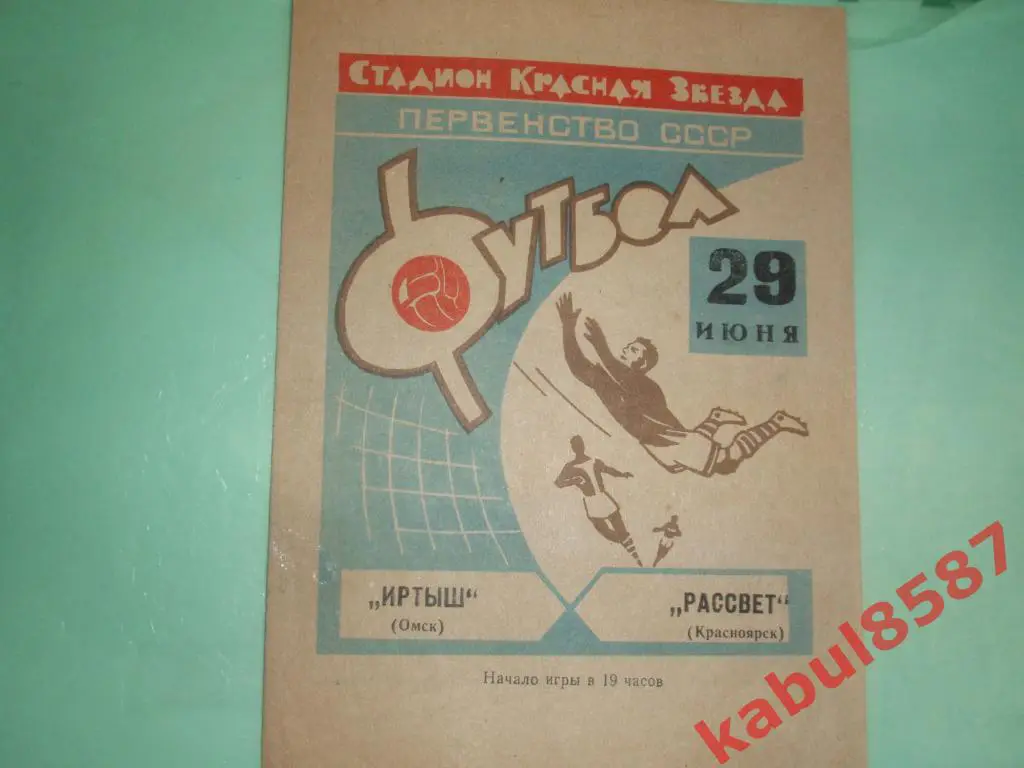 Стадион Красная Звезда
ПЕРВЕНСТВО СССР
ФУТБОЛ
29
ИЮНЯ
„ИРТЫШ“
(Омск)
„РАССВЕТ“
(Красноярск)
Начало игры в 19 часов
kabul8587